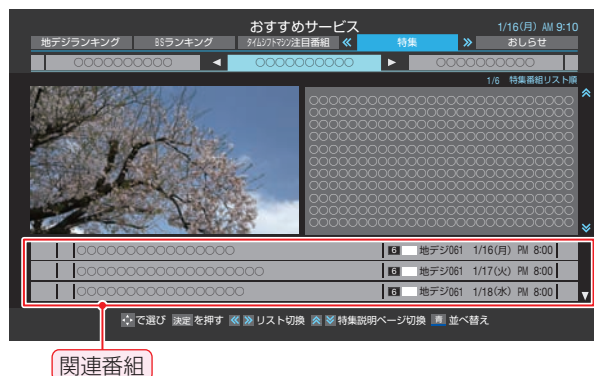 おすすめサービス 1/16(月) AM 9:10
地デジランキング BSランキング タイムシフトマシン注目番組 « 特集 » おしらせ
○○○○○○○○○○ ◀ ○○○○○○○○○○ ▶ ○○○○○○○○○○
1/6 特集番組リスト順
○○○○○○○○○○○○○○○○○○○○○○○
○○○○○○○○○○○○○○○○○○○○○○○
○○○○○○○○○○○○○○○○○○○○○○○
○○○○○○○○○○○○○○○○○○○○○○○
○○○○○○○○○○○○○○○○○○○○○○○
○○○○○○○○○○○○○○○○○○○○○○○
○○○○○○○○○○○○○○○○○○○○○○○
○○○○○○○○○○○○○○○○○○○○○○○
○○○○○○○○○○○○○○○○○○○○○○○
○○○○○○○○○○○○○○○○○○○○○○○
○○○○○○○○○○○○○○○○○○○○○○○
○○○○○○○○○○○○○○○○ 6 地デジ061 1/16(月) PM 8:00
○○○○○○○○○○○○○○○○○○○ 6 地デジ061 1/17(火) PM 8:00
○○○○○○○○○○○○○○○○○ 6 地デジ061 1/18(水) PM 8:00
で選び 決定 を押す « » リスト切換 特集説明ページ切換 青 並べ替え
関連番組